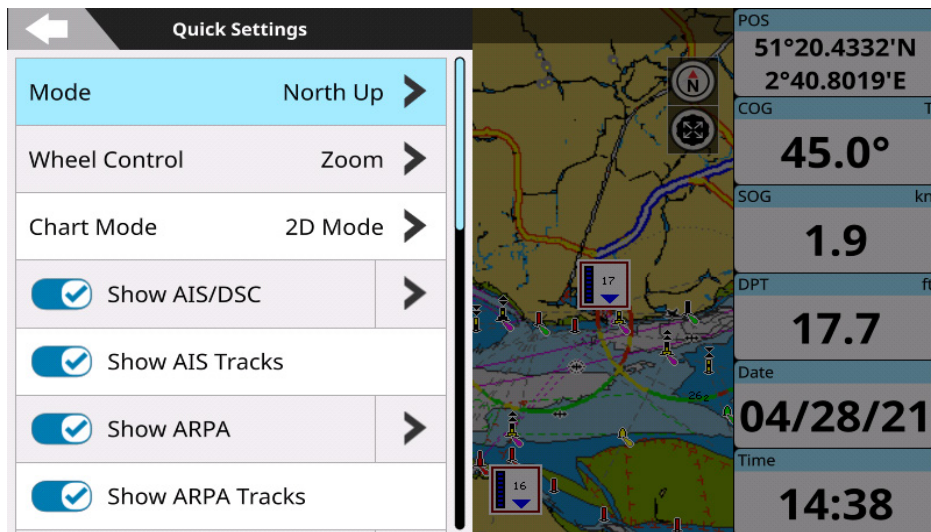 Quick Settings
Mode North Up
Wheel Control Zoom
Chart Mode 2D Mode
Show AIS/DSC
Show AIS Tracks
Show ARPA
Show ARPA Tracks
N
17
26₂
16
POS
51°20.4332'N
2°40.8019'E
COG T
45.0°
SOG kn
1.9
DPT ft
17.7
Date
04/28/21
Time
14:38